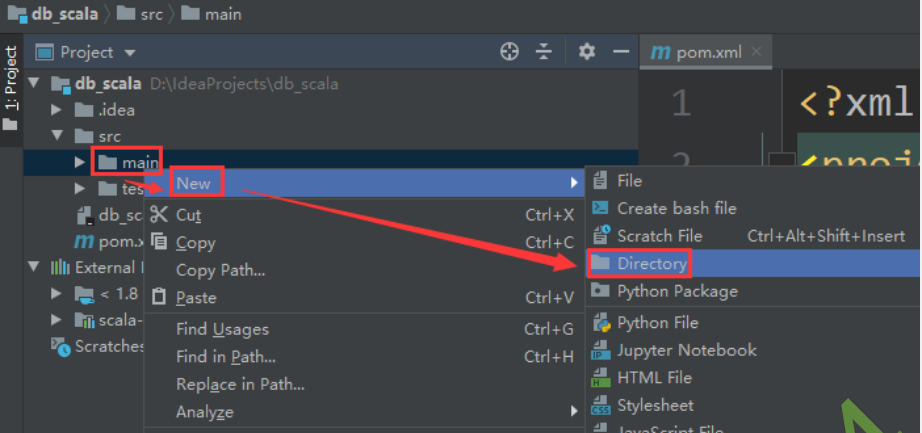 db_scala src main
Project
pom.xml
1: Project
db_scala D:\IdeaProjects\db_scala
.idea
src
main
tes
db_sc
pom.x
External
< 1.8
scala-
Scratches
1
<?xml
2
New
Cut Ctrl+X
Copy Ctrl+C
Copy Path...
Paste Ctrl+V
Find Usages Ctrl+G
Find in Path... Ctrl+H
Replace in Path...
Analyze
File
Create bash file
Scratch File Ctrl+Alt+Shift+Insert
Directory
Python Package
Python File
Jupyter Notebook
HTML File
Stylesheet
JavaScript File